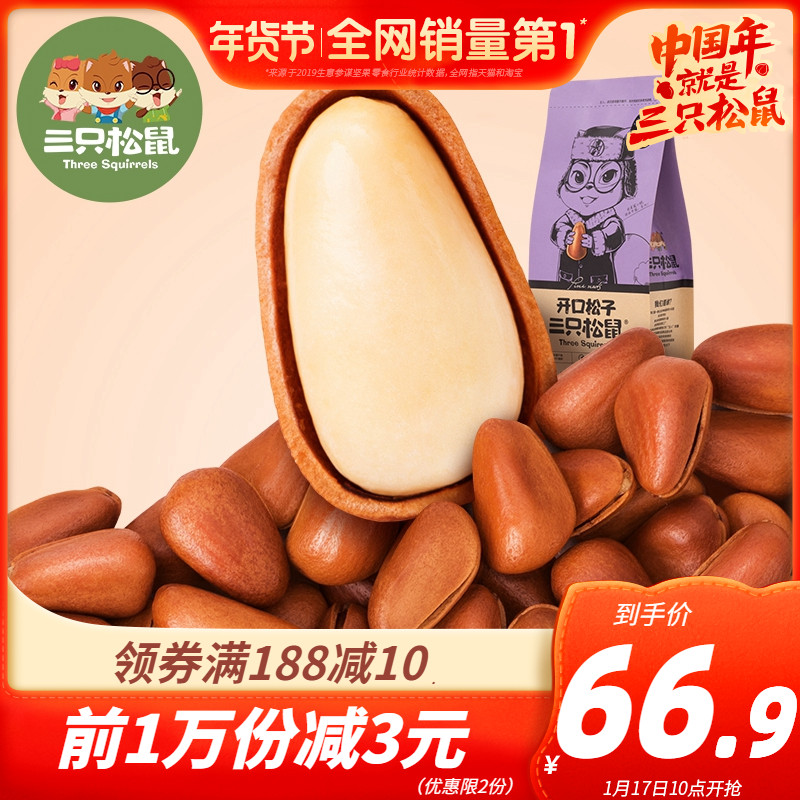 年货节 全网销量第1*
*来源于2019生意参谋坚果零食行业统计数据,全网指天猫和淘宝
中国年
就是
三只松鼠
三只松鼠
Three Squirrels
Pine nuts
开口松子
三只松鼠®
Three Squirrels
三只松鼠
Three Squirrels
领券满188减10
前1万份减3元
(优惠限2份)
到手价
¥66.9
1月17日10点开抢